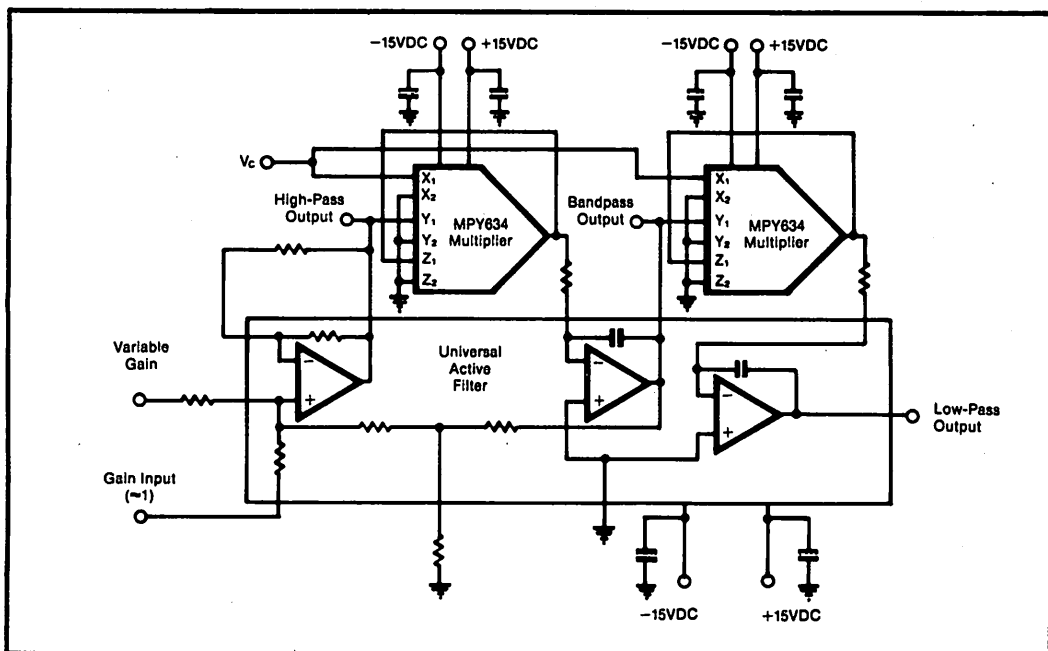 −15VDC
+15VDC
−15VDC
+15VDC
Vc
X₁
X₂
Y₁
Y₂
Z₁
Z₂
MPY634
Multiplier
High-Pass
Output
X₁
X₂
Y₁
Y₂
Z₁
Z₂
MPY634
Multiplier
Bandpass
Output
Variable
Gain
−
+
Universal
Active
Filter
−
+
−
+
Low-Pass
Output
Gain Input
(≈1)
−15VDC
+15VDC